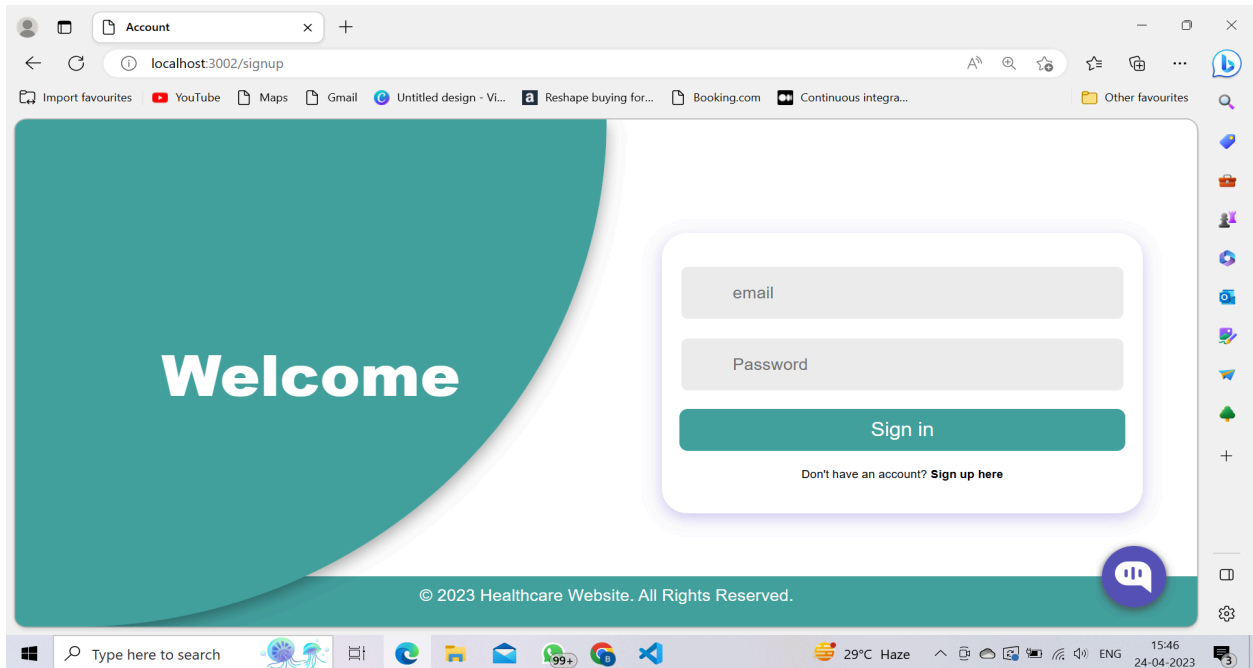 Account
localhost:3002/signup
Import favourites YouTube Maps Gmail Untitled design - Vi... Reshape buying for... Booking.com Continuous integra... Other favourites
Welcome
email
Password
Sign in
Don't have an account? Sign up here
© 2023 Healthcare Website. All Rights Reserved.
Type here to search 99+ 29°C Haze ENG 15:46
24-04-2023 3